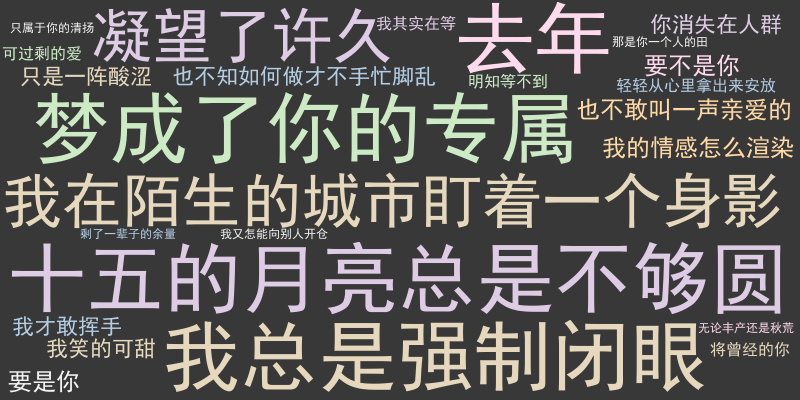 只属于你的清扬
凝望了许久
我其实在等
去年
你消失在人群
那是你一个人的田
可过剩的爱
要不是你
只是一阵酸涩
也不知如何做才不手忙脚乱
明知等不到
轻轻从心里拿出来安放
梦成了你的专属
也不敢叫一声亲爱的
我的情感怎么渲染
我在陌生的城市盯着一个身影
剩了一辈子的余量
我又怎能向别人开仓
十五的月亮总是不够圆
我才敢挥手
我总是强制闭眼
无论丰产还是秋荒
我笑的可甜
将曾经的你
要是你